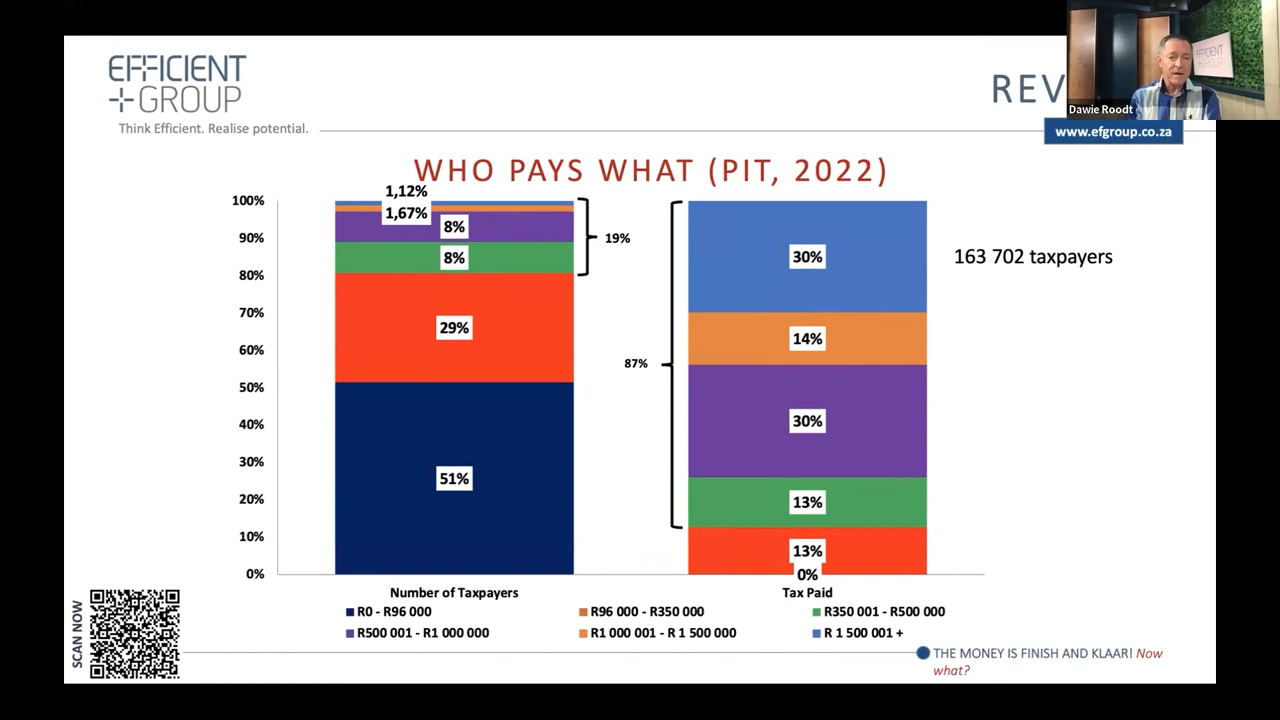 EFFICIENT
GROUP
Think Efficient. Realise potential.
REV
Dawie Roodt
EFFICIENT
GROUP
www.efgroup.co.za
WHO PAYS WHAT (PIT, 2022)
100%
90%
80%
70%
60%
50%
40%
30%
20%
10%
0%
1,12%
1,67%
8%
8%
29%
51%
19%
87%
30%
14%
30%
13%
13%
0%
163 702 taxpayers
Number of Taxpayers
Tax Paid
R0 - R96 000
R96 000 - R350 000
R350 001 - R500 000
R500 001 - R1 000 000
R1 000 001 - R 1 500 000
R 1 500 001 +
SCAN NOW
THE MONEY IS FINISH AND KLAAR! Now
what?